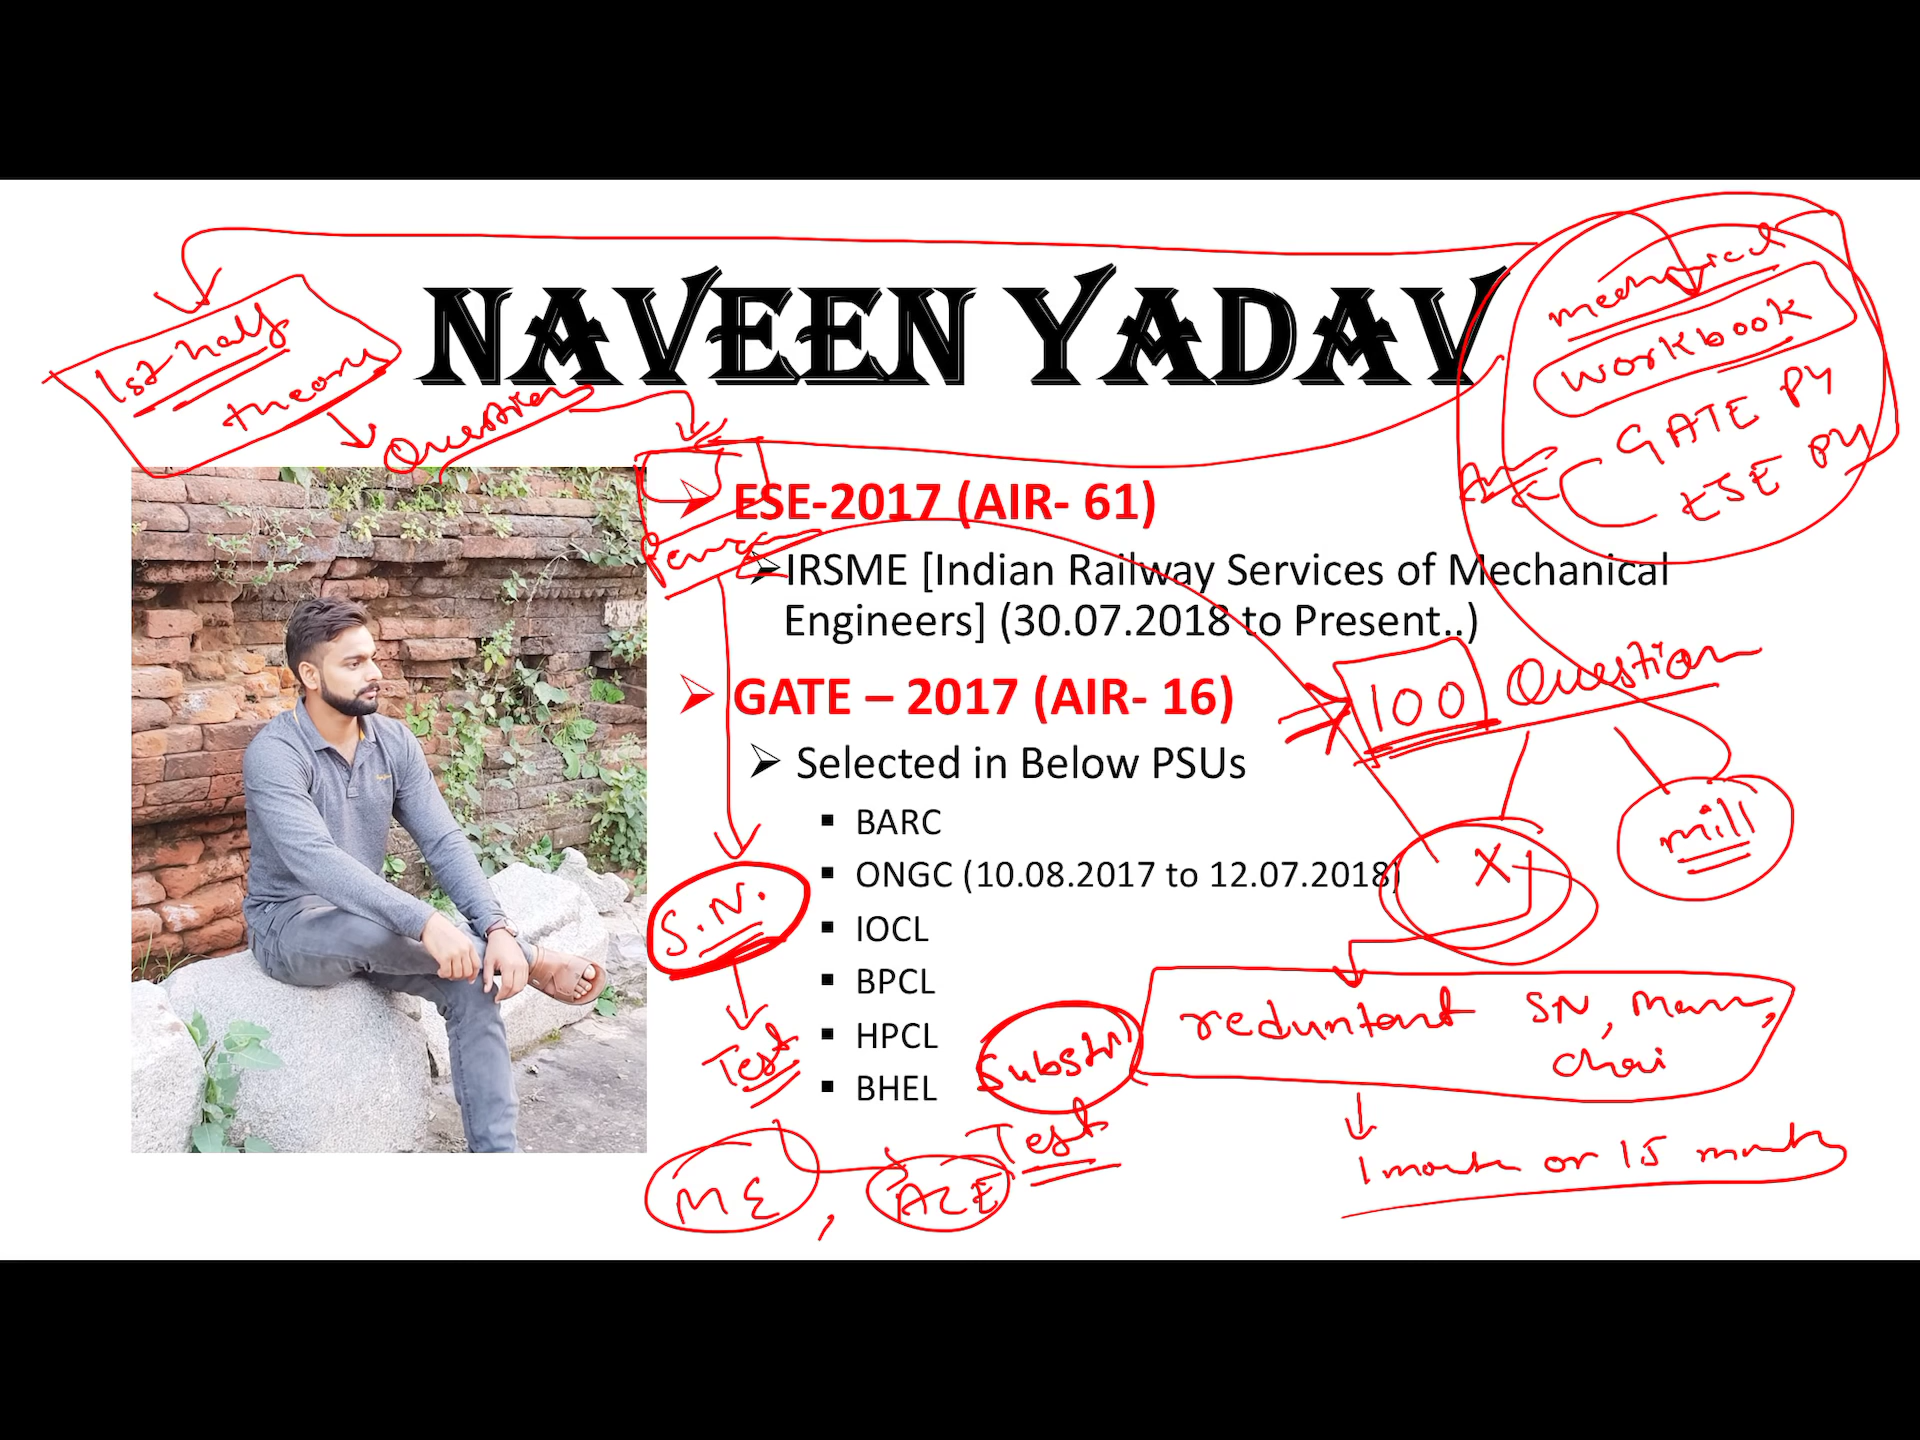 NAVEEN YADAV
1st half
theory
Question
mechanical
workbook
GATE PY
ESE PY
ESE-2017 (AIR- 61)
IRSME [Indian Railway Services of Mechanical
Engineers] (30.07.2018 to Present..)
100 Question
GATE – 2017 (AIR- 16)
Selected in Below PSUs
BARC
ONGC (10.08.2017 to 12.07.2018)
IOCL
BPCL
HPCL
BHEL
X
mill
S.N.
Test
ME, ACE
Test
reduntant SN,
1 month or 15